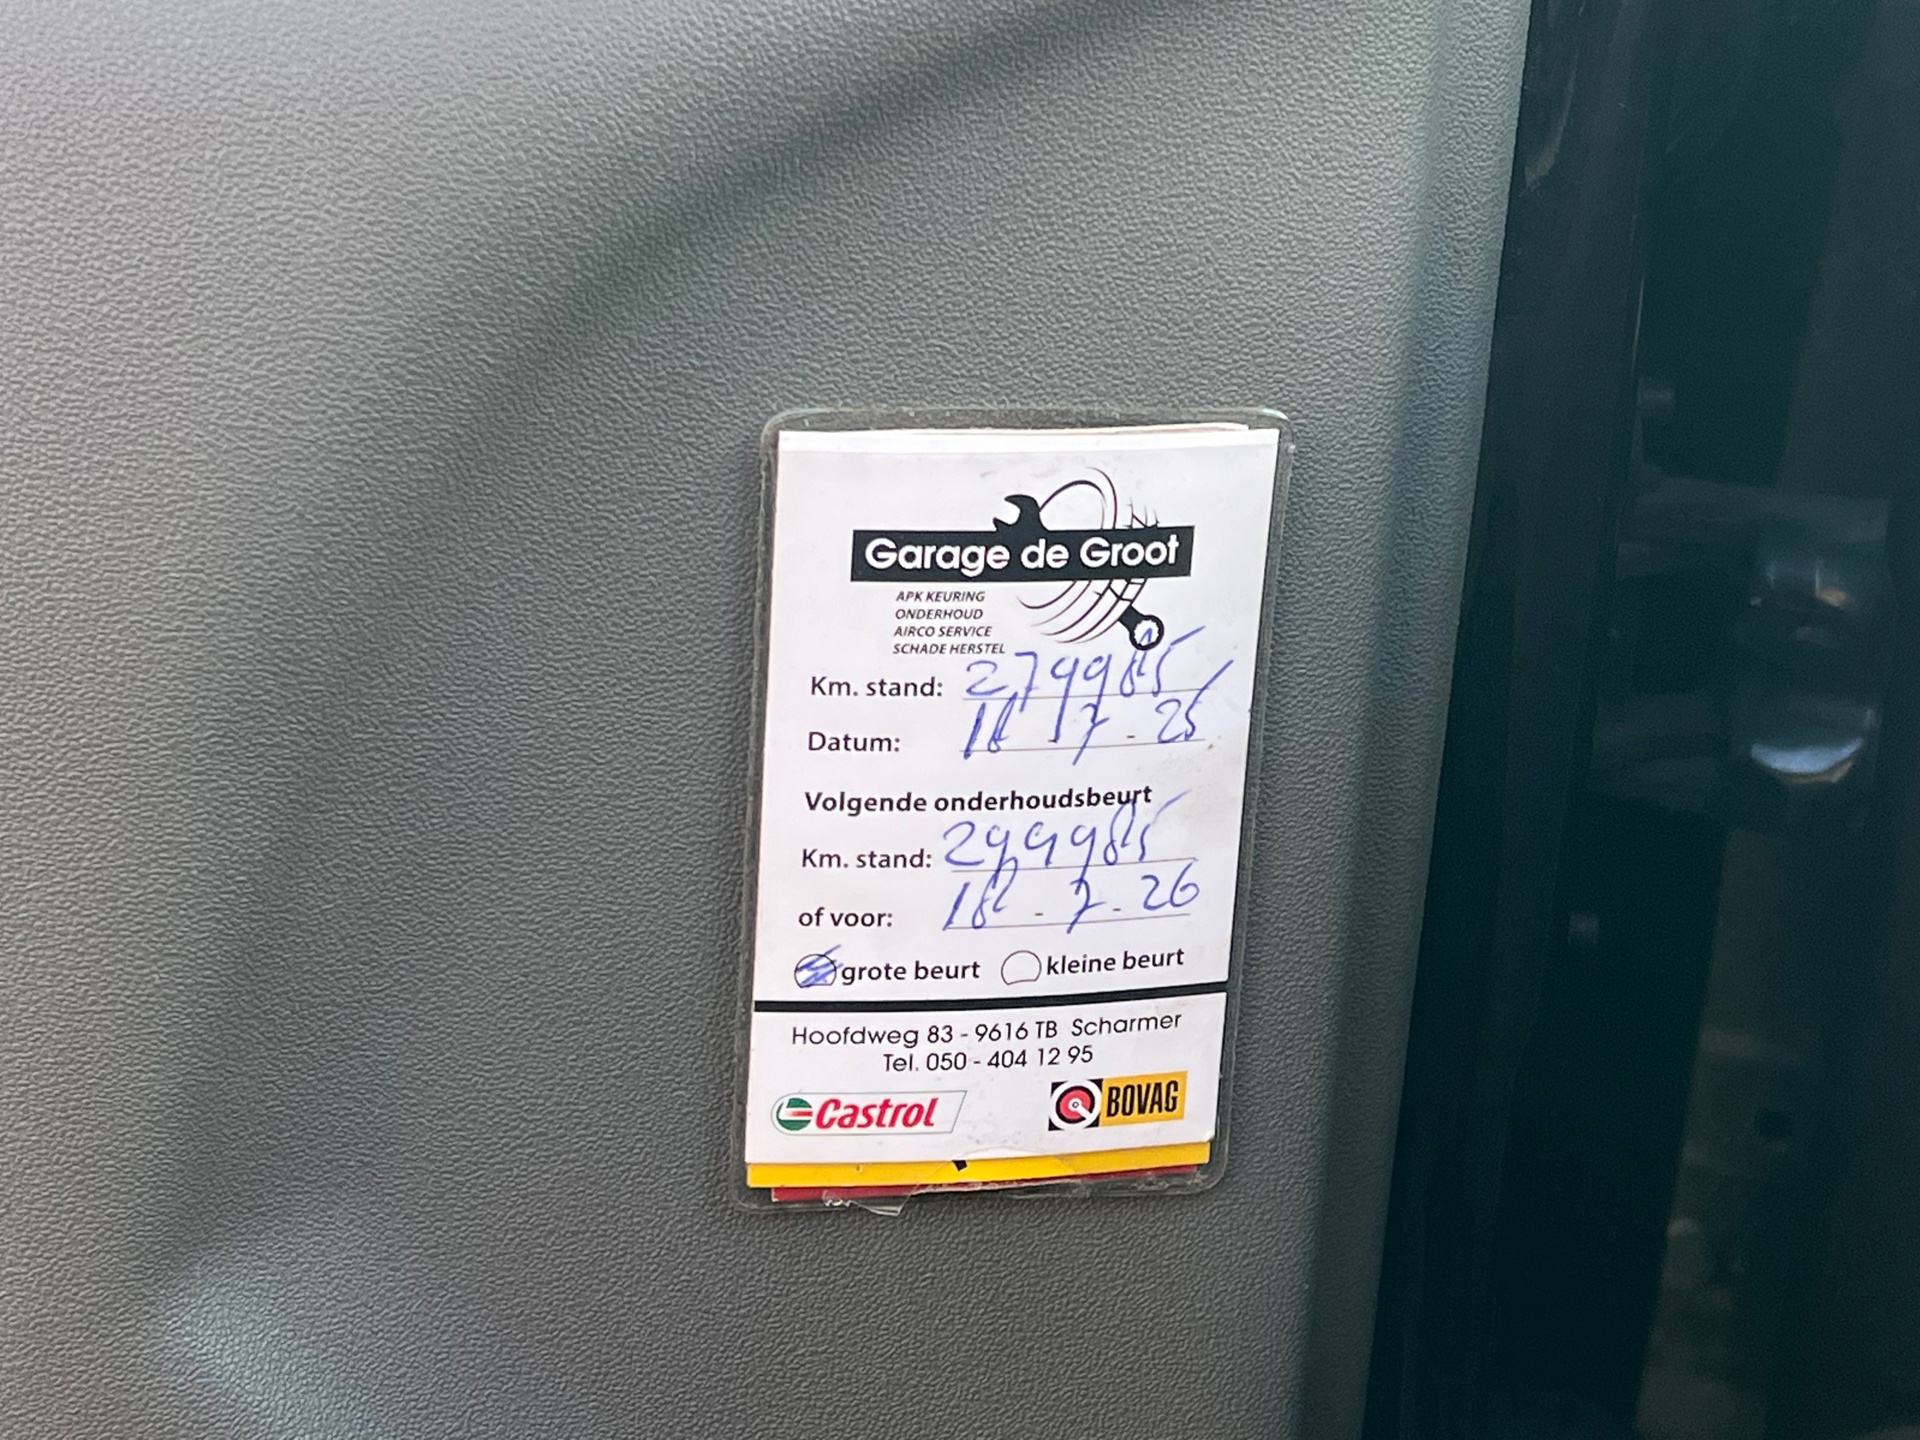 Garage de Groot
APK KEURING
ONDERHOUD
AIRCO SERVICE
SCHADE HERSTEL
Km. stand: 279985
Datum: 18-7-25
Volgende onderhoudsbeurt
Km. stand: 299985
of voor: 18-7-26
grote beurt kleine beurt
Hoofdweg 83 - 9616 TB Scharmer
Tel. 050 - 404 12 95
Castrol BOVAG